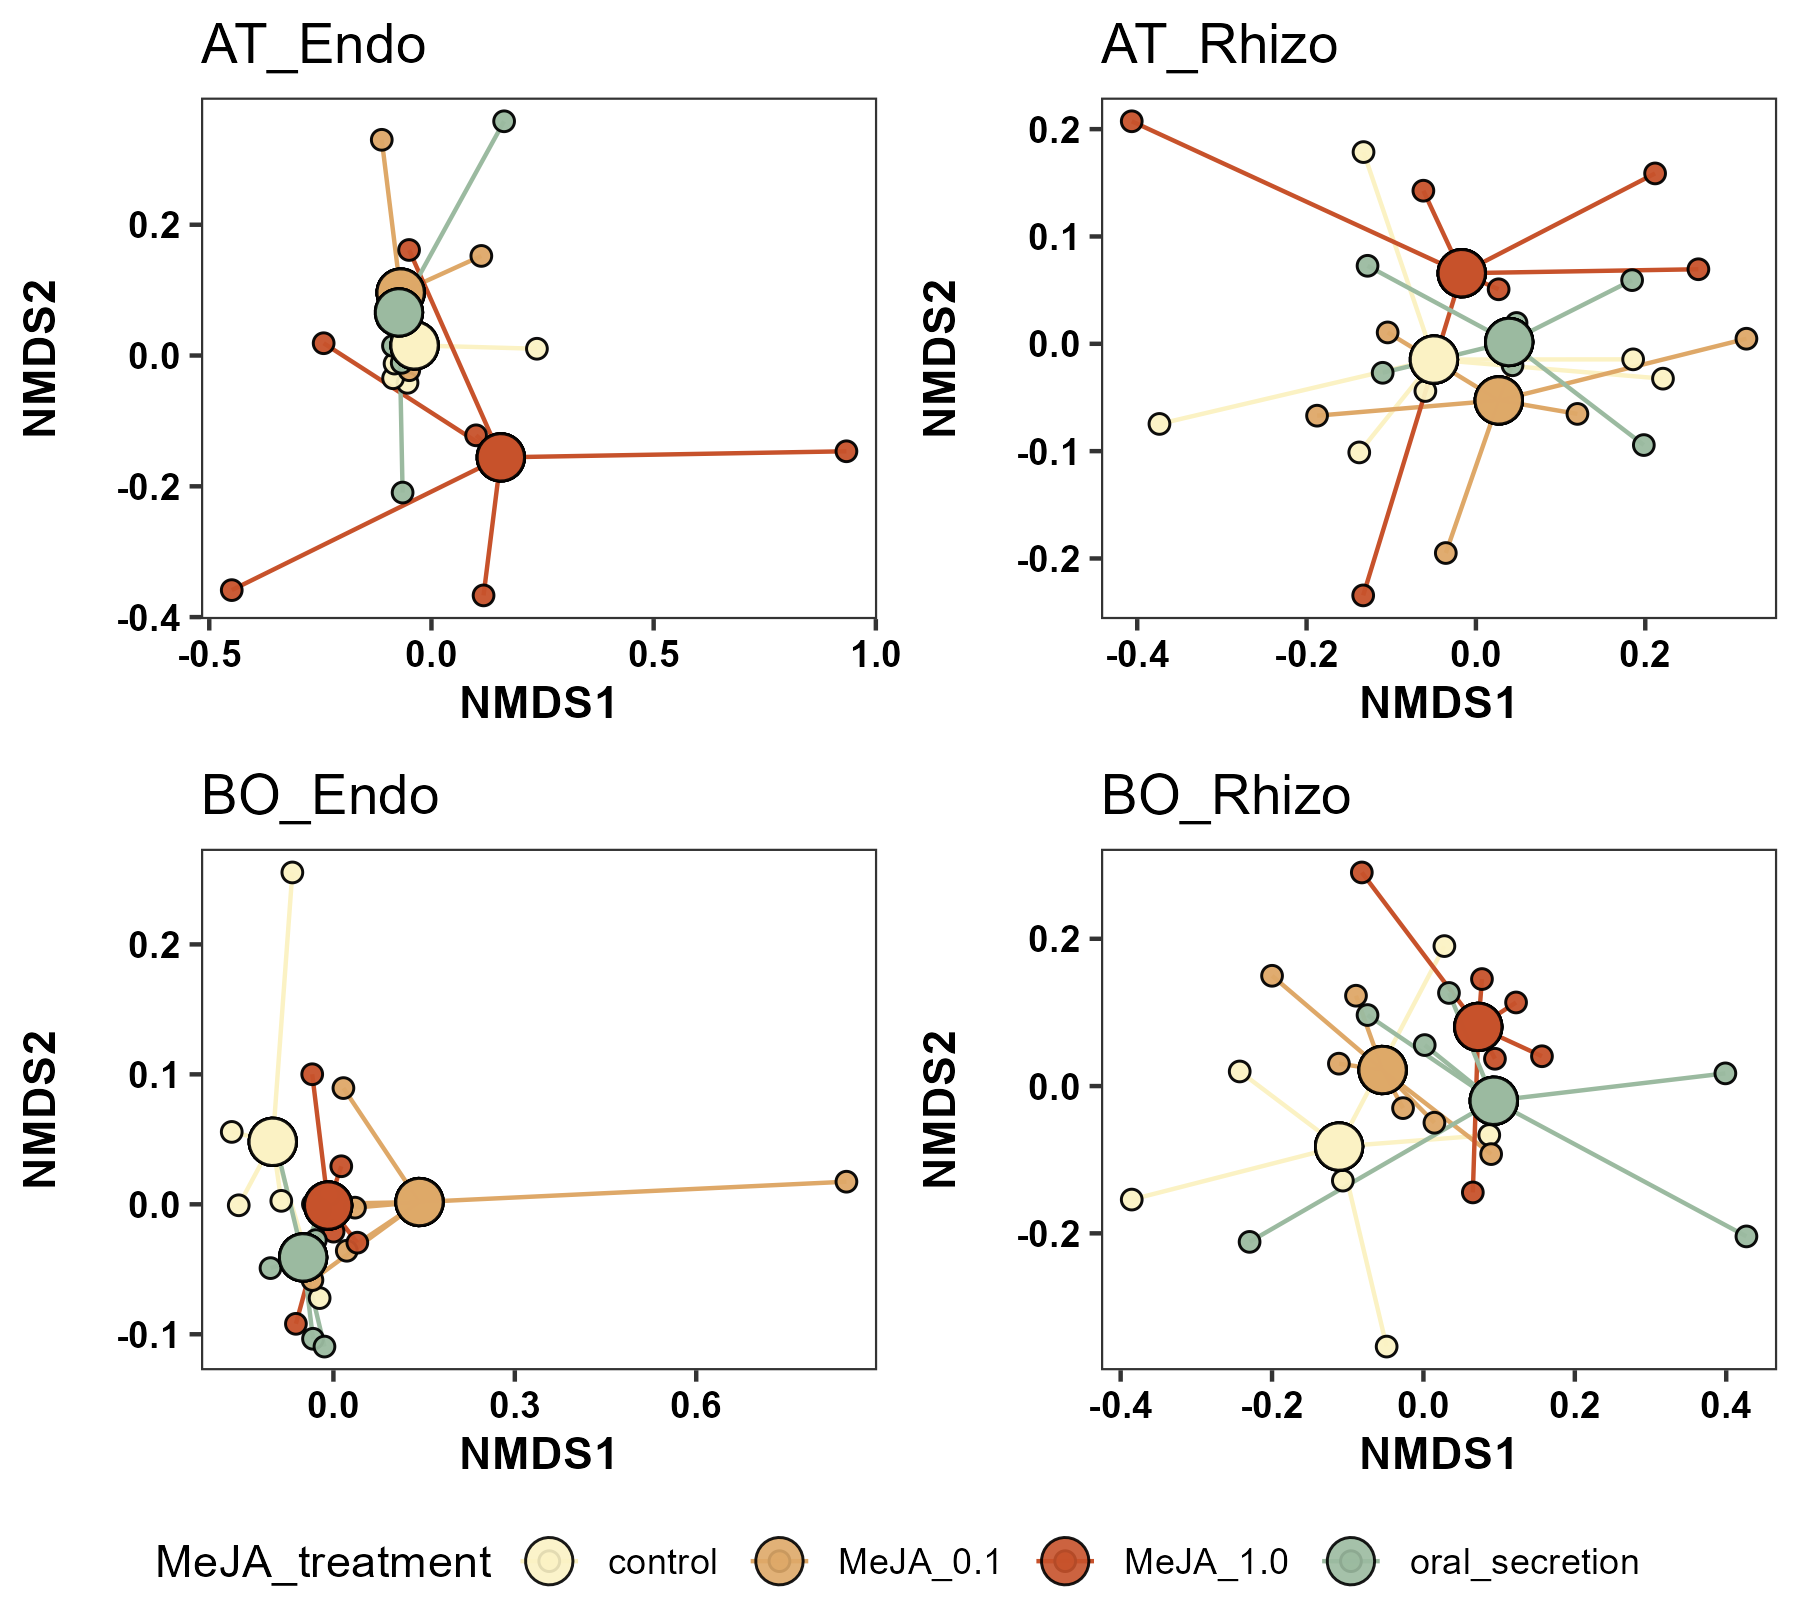 AT_Endo
AT_Rhizo
0.2
0.0
-0.2
-0.4
NMDS2
-0.5 0.0 0.5 1.0
NMDS1
0.2
0.1
0.0
-0.1
-0.2
NMDS2
-0.4 -0.2 0.0 0.2
NMDS1
BO_Endo
BO_Rhizo
0.2
0.1
0.0
-0.1
NMDS2
0.0 0.3 0.6
NMDS1
0.2
0.0
-0.2
NMDS2
-0.4 -0.2 0.0 0.2 0.4
NMDS1
MeJA_treatment control MeJA_0.1 MeJA_1.0 oral_secretion